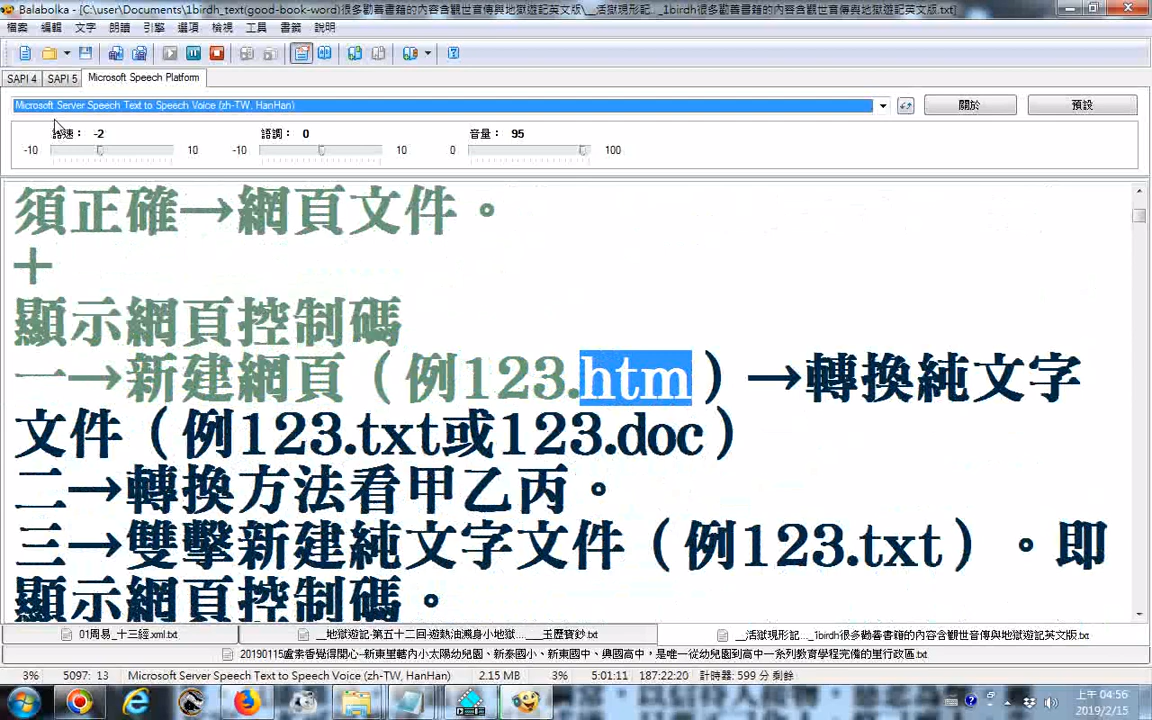 Balabolka - [C:\user\Documents\1birdh_text(good-book-word)很多勸善書籍的內容含觀世音傳與地獄遊記英文版\__活獄現形記..._1birdh很多勸善書籍的內容含觀世音傳與地獄遊記英文版.txt]
檔案 編輯 文字 朗讀 引擎 選項 檢視 工具 書籤 說明
SAPI 4 SAPI 5 Microsoft Speech Platform
Microsoft Server Speech Text to Speech Voice (zh-TW, HanHan) 關於 預設
語速： -2 語調： 0 音量： 95
-10 10 -10 10 0 100
須正確→網頁文件。
＋
顯示網頁控制碼
一→新建網頁（例123.htm）→轉換純文字
文件（例123.txt或123.doc）
二→轉換方法看甲乙丙。
三→雙擊新建純文字文件（例123.txt）。即
顯示網頁控制碼。
01周易_十三經.xml.txt __地獄遊記-第五十二回-遊熱油濺身小地獄...____玉歷寶鈔.txt __活獄現形記..._1birdh很多勸善書籍的內容含觀世音傳與地獄遊記英文版.txt
20190115盧素香覺得開心--新東里轄內小太陽幼兒園、新泰國小、新東國中、典國高中，是唯一從幼兒園到高中一系列教育學程完備的里行政區.txt
3% 5097: 13 Microsoft Server Speech Text to Speech Voice (zh-TW, HanHan) 2.15 MB 3% 5:01:11 187:22:20 計時器: 599 分 剩餘
上午 04:56
2019/2/15